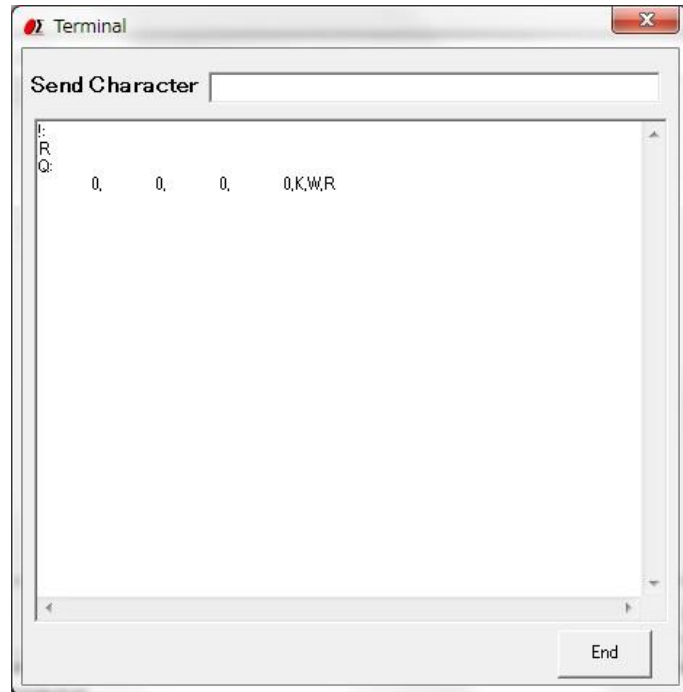 Terminal
Send Character
!:
R
Q:
0, 0, 0, 0,K,W,R
End